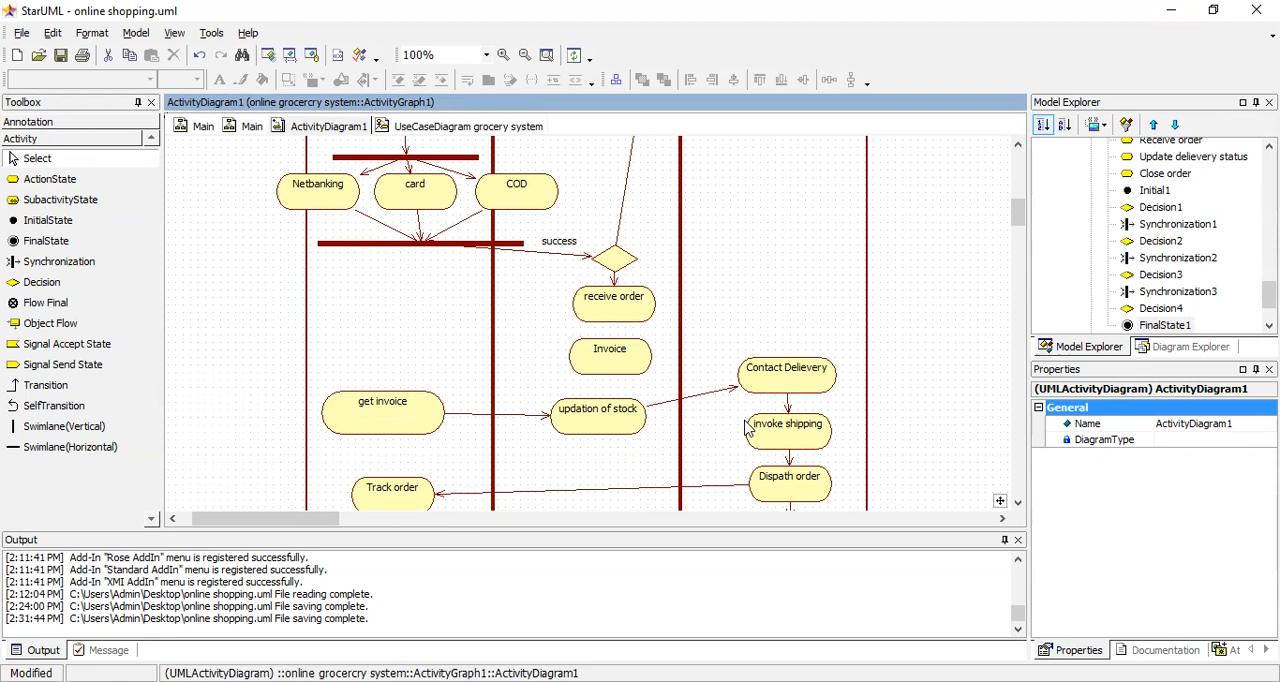 StarUML - online shopping.uml
File Edit Format Model View Tools Help
100%
Toolbox
Annotation
Activity
Select
ActionState
SubactivityState
InitialState
FinalState
Synchronization
Decision
Flow Final
Object Flow
Signal Accept State
Signal Send State
Transition
SelfTransition
Swimlane(Vertical)
Swimlane(Horizontal)
ActivityDiagram1 (online grocercry system::ActivityGraph1)
Main Main ActivityDiagram1 UseCaseDiagram grocery system
Netbanking card COD
success
receive order
Invoice
Contact Delievery
get invoice updation of stock
invoke shipping
Dispath order
Track order
Model Explorer
Receive order
Update delievery status
Close order
Initial1
Decision1
Synchronization1
Decision2
Synchronization2
Decision3
Synchronization3
Decision4
FinalState1
Model Explorer Diagram Explorer
Properties
(UMLActivityDiagram) ActivityDiagram1
General
Name ActivityDiagram1
DiagramType
Output
[2:11:41 PM] Add-In "Rose AddIn" menu is registered successfully.
[2:11:41 PM] Add-In "Standard AddIn" menu is registered successfully.
[2:11:41 PM] Add-In "XMI AddIn" menu is registered successfully.
[2:12:04 PM] C:\Users\Admin\Desktop\online shopping.uml File reading complete.
[2:24:00 PM] C:\Users\Admin\Desktop\online shopping.uml File saving complete.
[2:31:44 PM] C:\Users\Admin\Desktop\online shopping.uml File saving complete.
Output Message
Properties Documentation At
Modified (UMLActivityDiagram) ::online grocercry system::ActivityGraph1::ActivityDiagram1